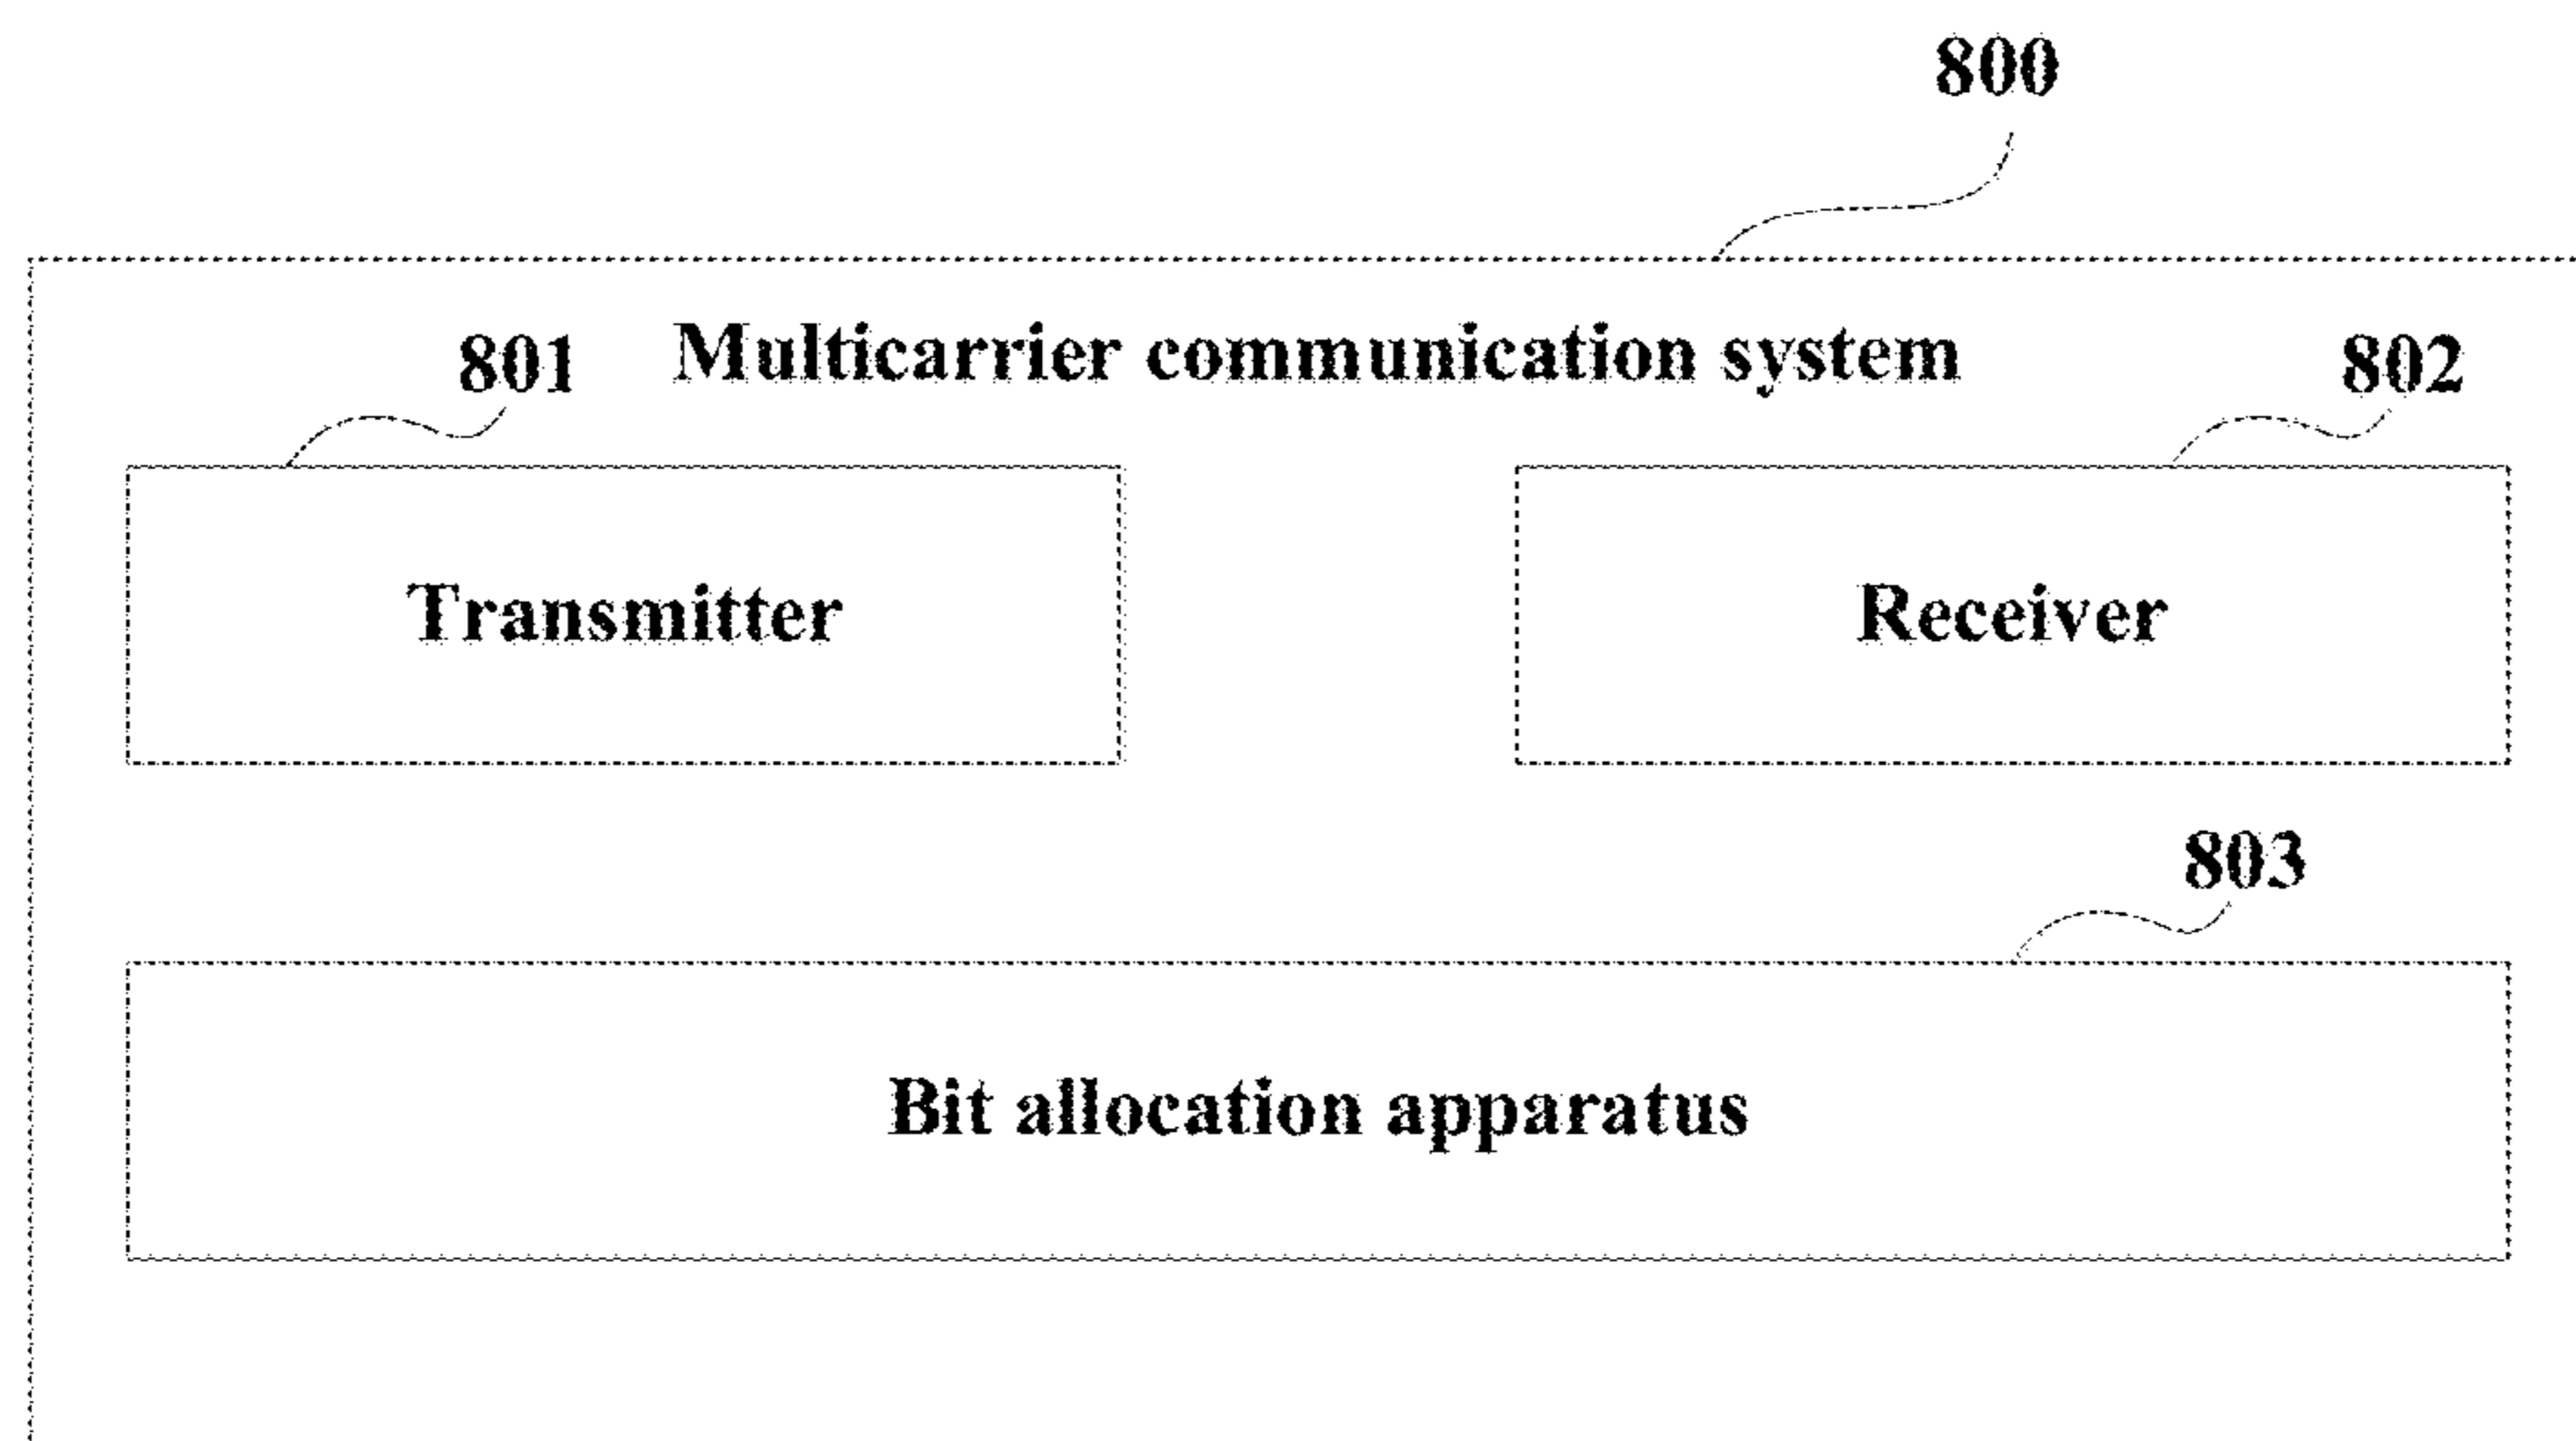 800
Multicarrier communication system
801
802
Transmitter
Receiver
803
Bit allocation apparatus